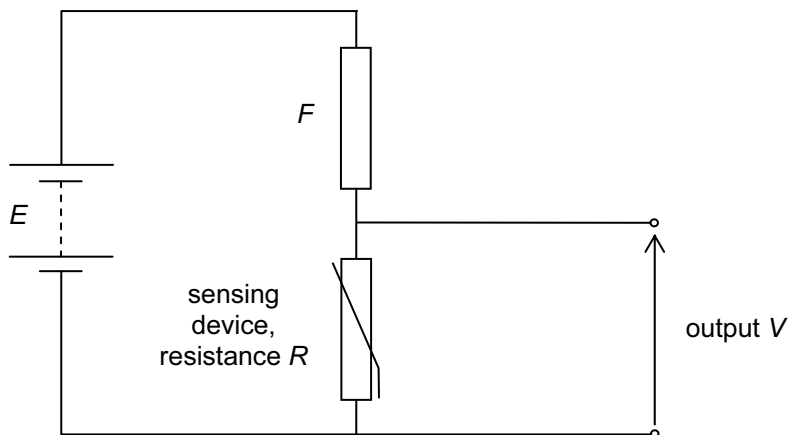 F
E
sensing
device,
resistance R
output V